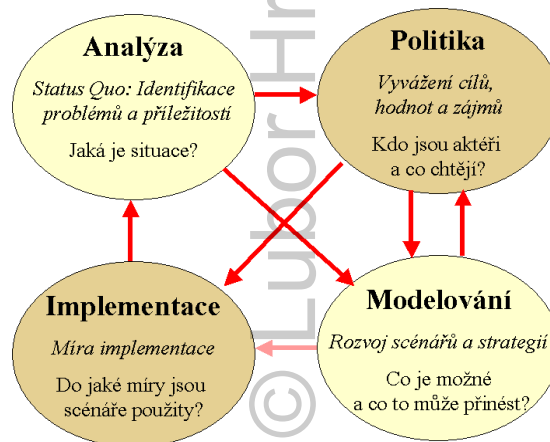 Analýza
Status Quo: Identifikace
problémů a příležitostí
Jaká je situace?
Politika
Vyvážení cílů,
hodnot a zájmů
Kdo jsou aktéři
a co chtějí?
Implementace
Míra implementace
Do jaké míry jsou
scénáře použity?
Modelování
Rozvoj scénářů a strategií
Co je možné
a co to může přinést?
© Lubor Hr